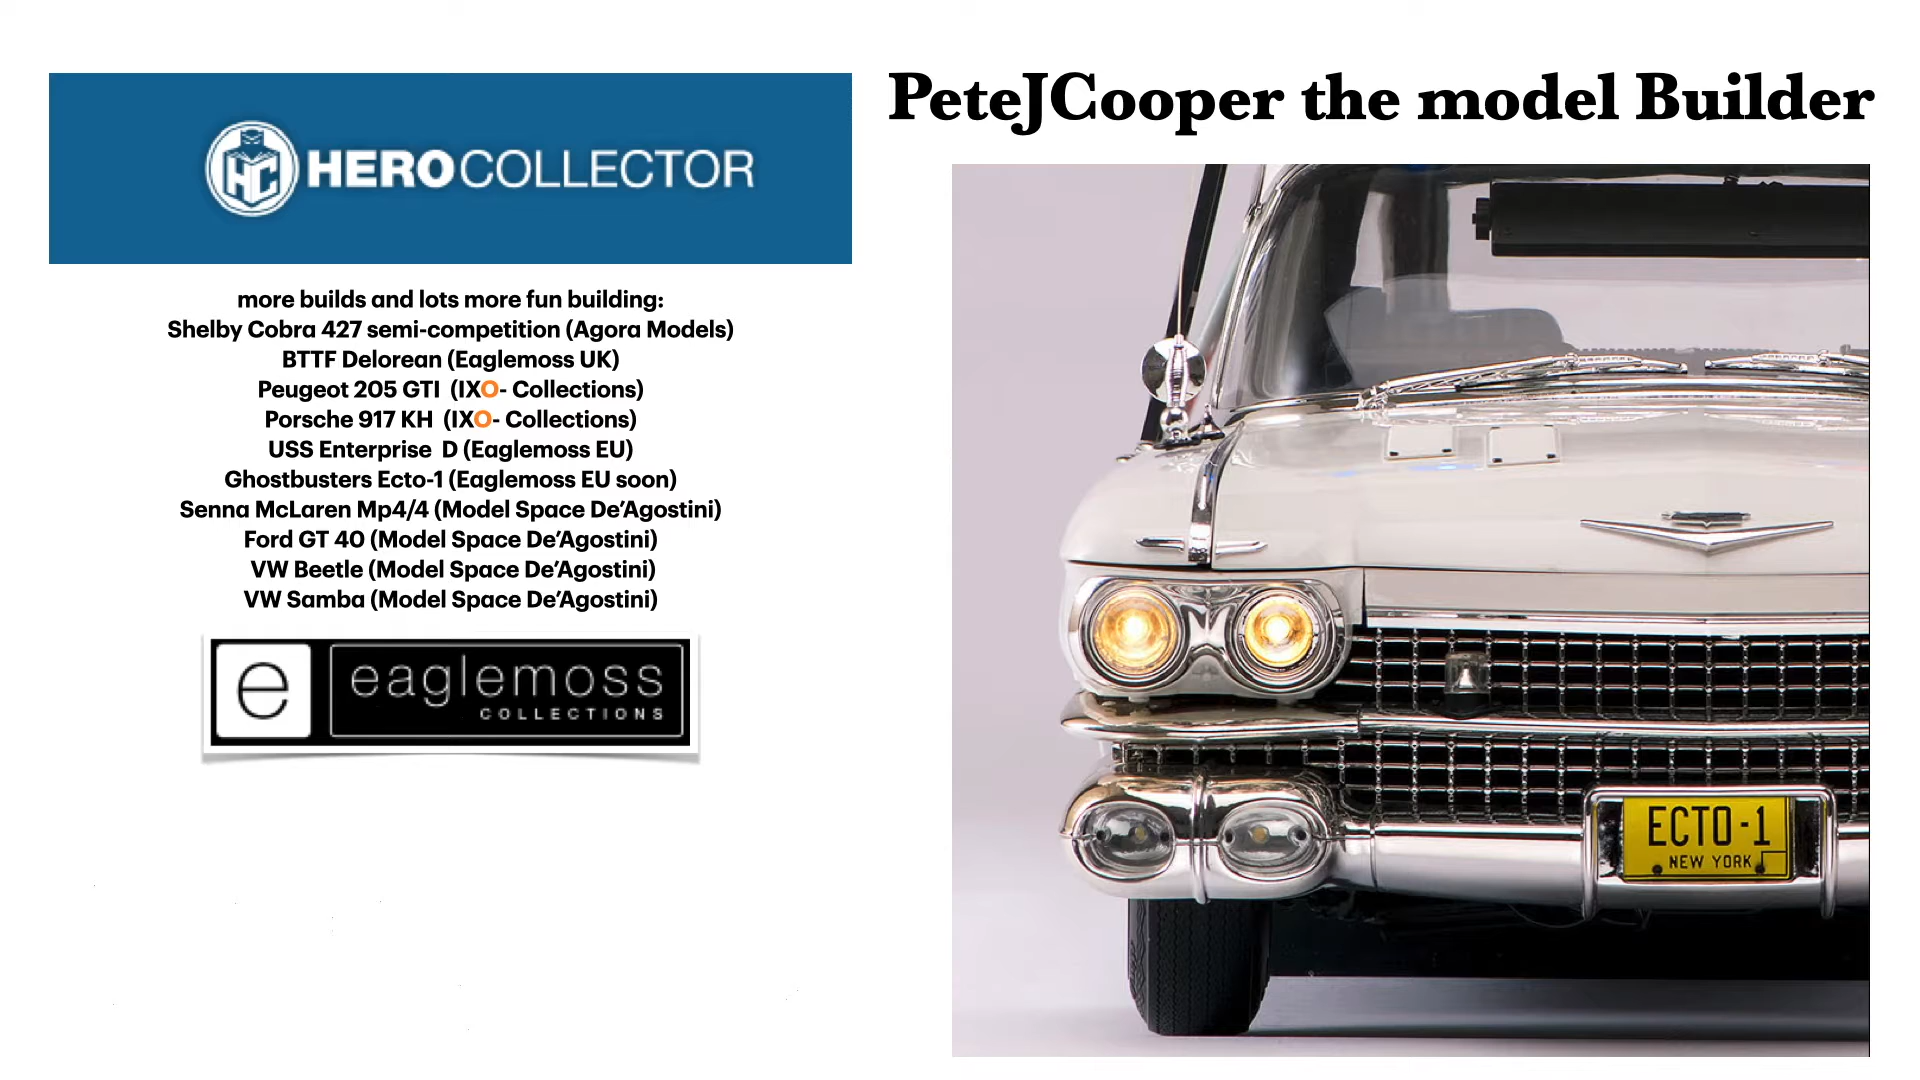 HEROCOLLECTOR
HC
PeteJCooper the model Builder
more builds and lots more fun building:
Shelby Cobra 427 semi-competition (Agora Models)
BTTF Delorean (Eaglemoss UK)
Peugeot 205 GTI (IXO- Collections)
Porsche 917 KH (IXO- Collections)
USS Enterprise D (Eaglemoss EU)
Ghostbusters Ecto-1 (Eaglemoss EU soon)
Senna McLaren Mp4/4 (Model Space De’Agostini)
Ford GT 40 (Model Space De’Agostini)
VW Beetle (Model Space De’Agostini)
VW Samba (Model Space De’Agostini)
e
eaglemoss
COLLECTIONS
ECTO-1
NEW YORK